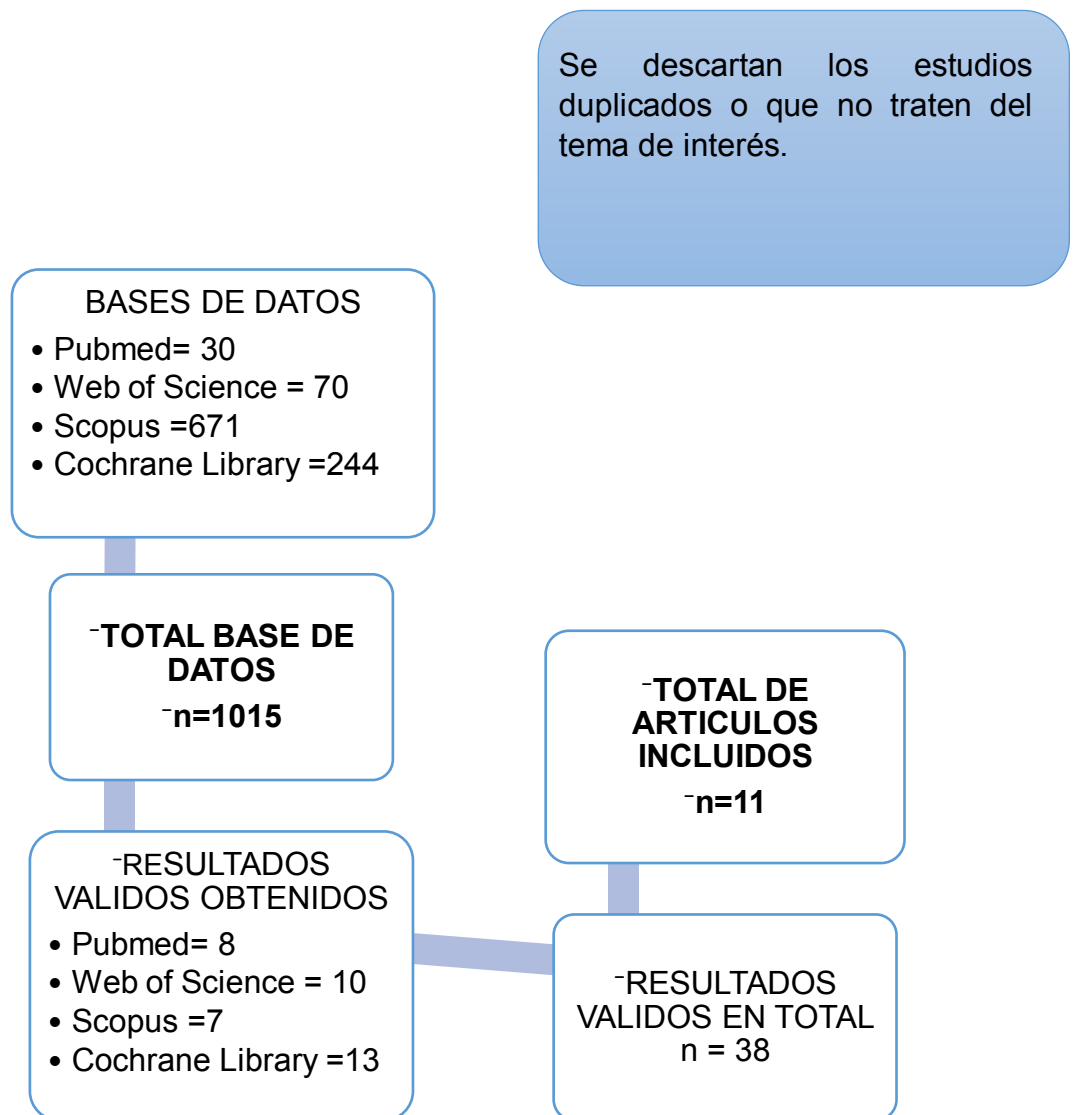 Se descartan los estudios
duplicados o que no traten del
tema de interés.
BASES DE DATOS
• Pubmed= 30
• Web of Science = 70
• Scopus =671
• Cochrane Library =244
-TOTAL BASE DE
DATOS
-n=1015
-RESULTADOS
VALIDOS OBTENIDOS
• Pubmed= 8
• Web of Science = 10
• Scopus =7
• Cochrane Library =13
-RESULTADOS
VALIDOS EN TOTAL
n = 38
-TOTAL DE
ARTICULOS
INCLUIDOS
-n=11